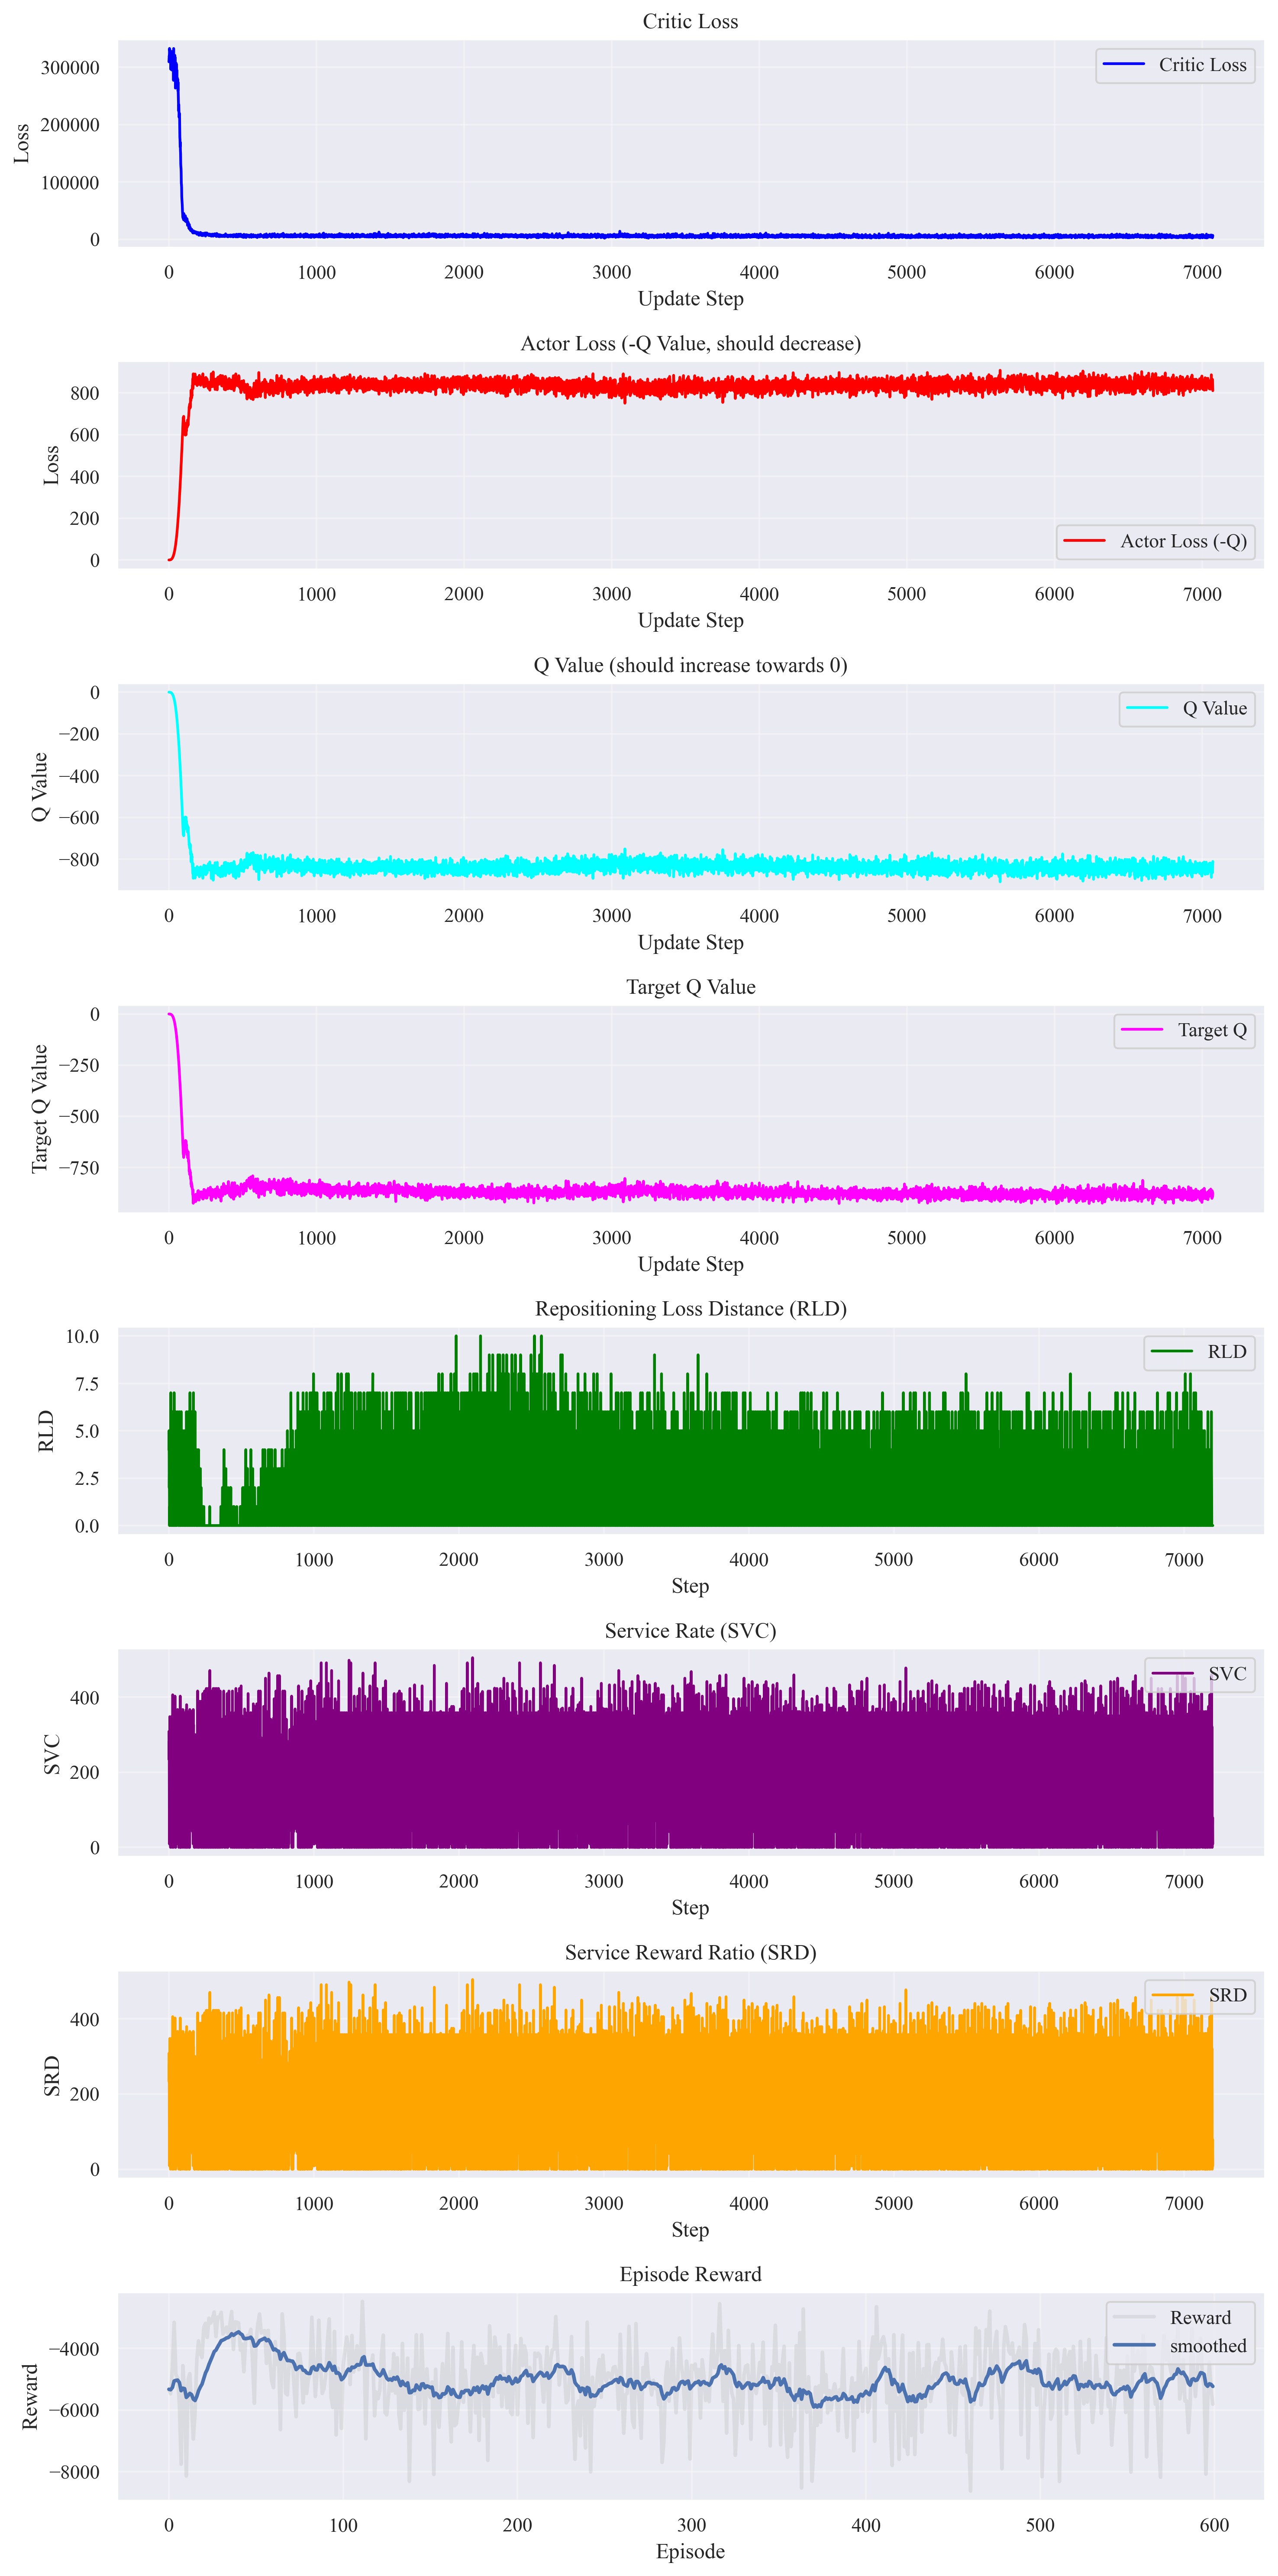 Critic Loss
Critic Loss
300000
200000
100000
0
Loss
0 1000 2000 3000 4000 5000 6000 7000
Update Step
Actor Loss (-Q Value, should decrease)
800
600
400
200
0
Loss
Actor Loss (-Q)
0 1000 2000 3000 4000 5000 6000 7000
Update Step
Q Value (should increase towards 0)
Q Value
0
−200
−400
−600
−800
Q Value
0 1000 2000 3000 4000 5000 6000 7000
Update Step
Target Q Value
Target Q
0
−250
−500
−750
Target Q Value
0 1000 2000 3000 4000 5000 6000 7000
Update Step
Repositioning Loss Distance (RLD)
RLD
10.0
7.5
5.0
2.5
0.0
RLD
0 1000 2000 3000 4000 5000 6000 7000
Step
Service Rate (SVC)
SVC
400
200
0
SVC
0 1000 2000 3000 4000 5000 6000 7000
Step
Service Reward Ratio (SRD)
SRD
400
200
0
SRD
0 1000 2000 3000 4000 5000 6000 7000
Step
Episode Reward
Reward
smoothed
−4000
−6000
−8000
Reward
0 100 200 300 400 500 600
Episode